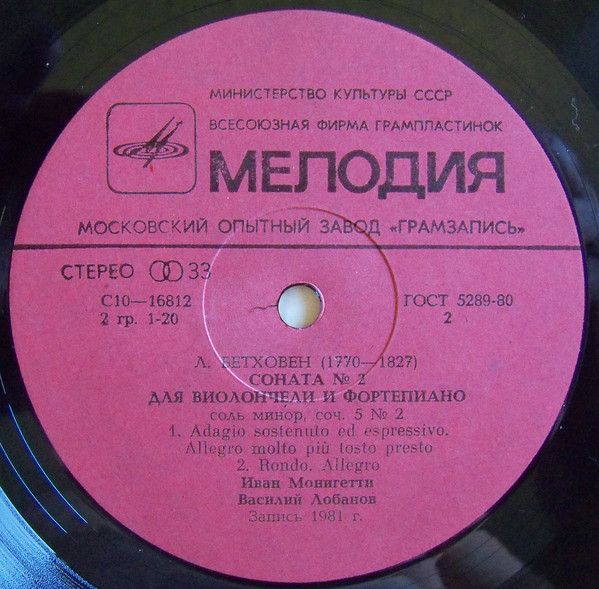 МИНИСТЕРСТВО КУЛЬТУРЫ СССР
ВСЕСОЮЗНАЯ ФИРМА ГРАМПЛАСТИНОК
МЕЛОДИЯ
МОСКОВСКИЙ ОПЫТНЫЙ ЗАВОД «ГРАМЗАПИСЬ»
СТЕРЕО 33
С10—16812 ГОСТ 5289-80
2 гр. 1-20 2
Л. БЕТХОВЕН (1770—1827)
СОНАТА № 2
ДЛЯ ВИОЛОНЧЕЛИ И ФОРТЕПИАНО
соль минор, соч. 5 № 2
1. Adagio sostenuto ed espressivo.
Allegro molto più tosto presto
2. Rondo. Allegro
Иван Монигетти
Василий Лобанов
Запись 1981 г.